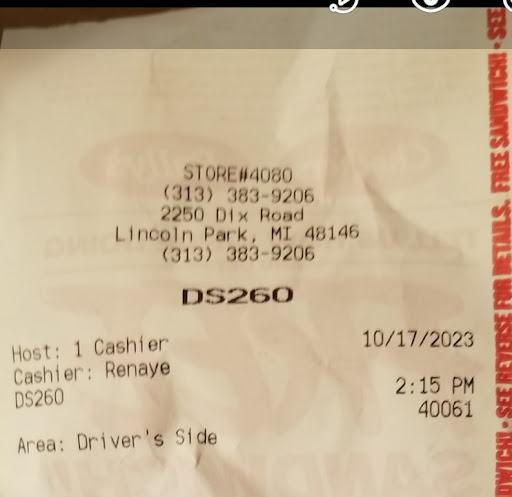 STORE#4080
(313) 383-9206
2250 Dix Road
Lincoln Park, MI 48146
(313) 383-9206
DS260
Host: 1 Cashier
10/17/2023
Cashier: Renaye
DS260
2:15 PM
40061
Area: Driver's Side
DWICH! • SEE REVERSE FOR DETAILS. FREE SANDWICH! • SEE